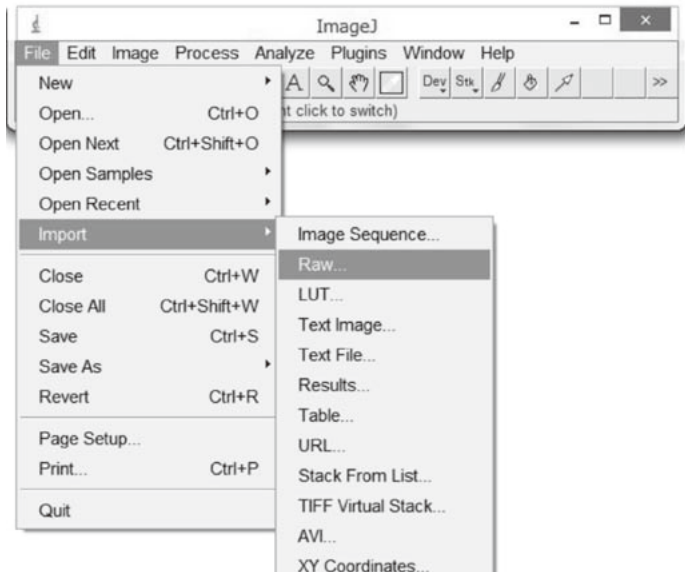 ImageJ
File Edit Image Process Analyze Plugins Window Help
A Dev Stk >>
ht click to switch)
New
Open... Ctrl+O
Open Next Ctrl+Shift+O
Open Samples
Open Recent
Import
Close Ctrl+W
Close All Ctrl+Shift+W
Save Ctrl+S
Save As
Revert Ctrl+R
Page Setup...
Print... Ctrl+P
Quit
Image Sequence...
Raw...
LUT...
Text Image...
Text File...
Results...
Table...
URL...
Stack From List...
TIFF Virtual Stack...
AVI...
XY Coordinates...